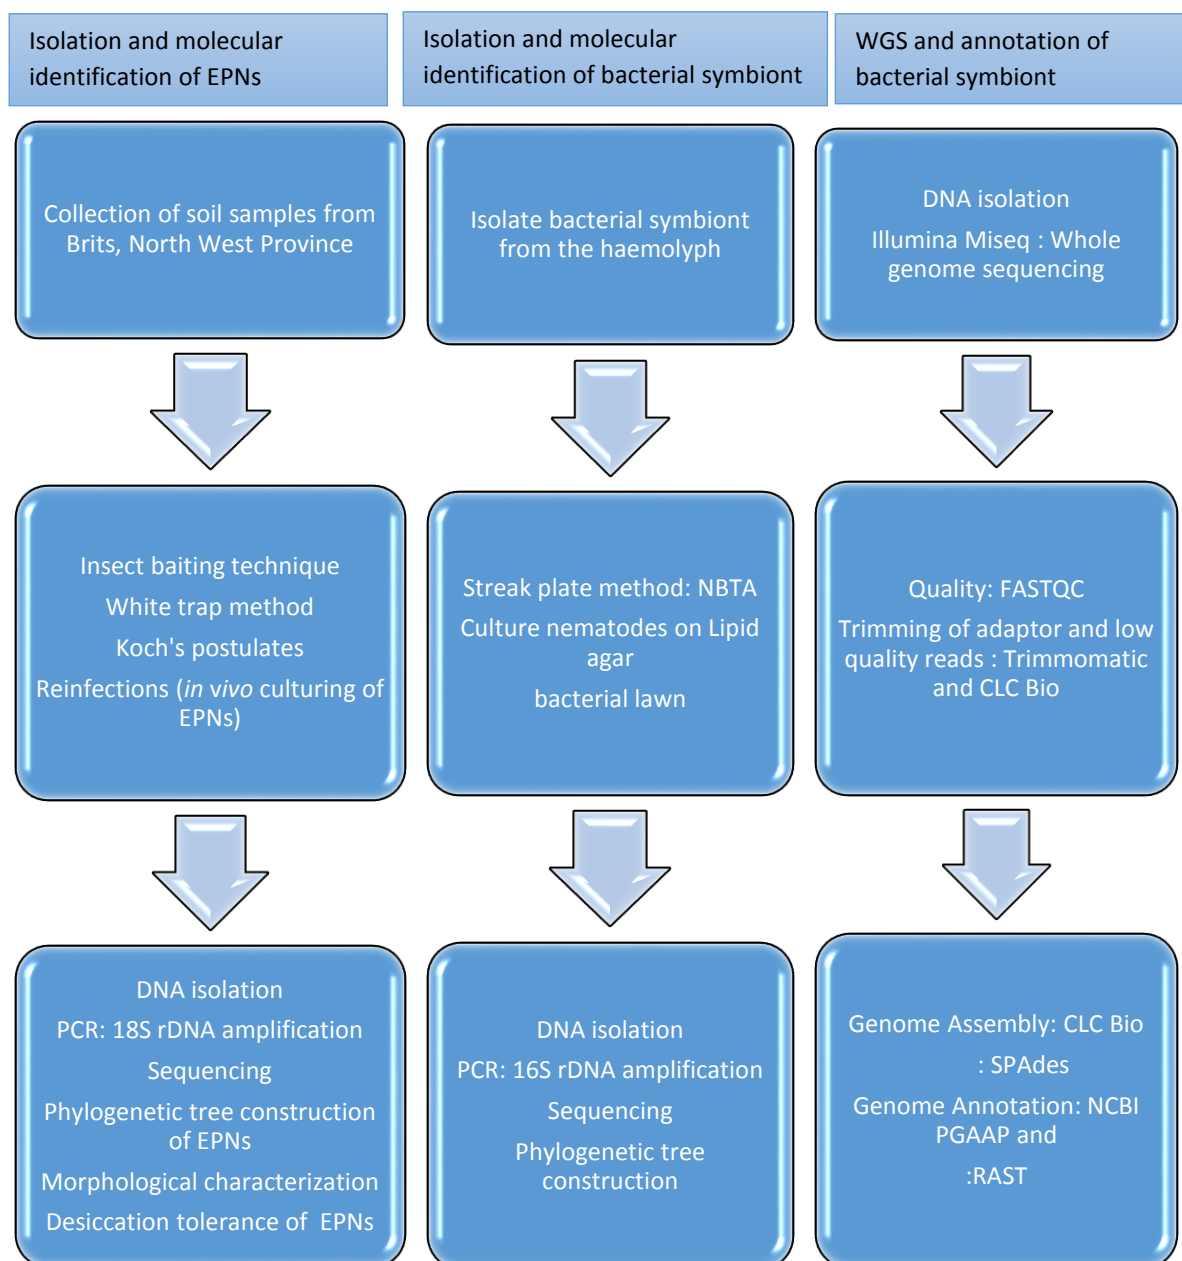 Isolation and molecular
identification of EPNs
Isolation and molecular
identification of bacterial symbiont
WGS and annotation of
bacterial symbiont
Collection of soil samples from
Brits, North West Province
Insect baiting technique
White trap method
Koch's postulates
Reinfections (in vivo culturing of
EPNs)
DNA isolation
PCR: 18S rDNA amplification
Sequencing
Phylogenetic tree construction
of EPNs
Morphological characterization
Desiccation tolerance of EPNs
Isolate bacterial symbiont
from the haemolyph
Streak plate method: NBTA
Culture nematodes on Lipid
agar
bacterial lawn
DNA isolation
PCR: 16S rDNA amplification
Sequencing
Phylogenetic tree
construction
DNA isolation
Illumina Miseq : Whole
genome sequencing
Quality: FASTQC
Trimming of adaptor and low
quality reads : Trimmomatic
and CLC Bio
Genome Assembly: CLC Bio
: SPAdes
Genome Annotation: NCBI
PGAAP and
:RAST